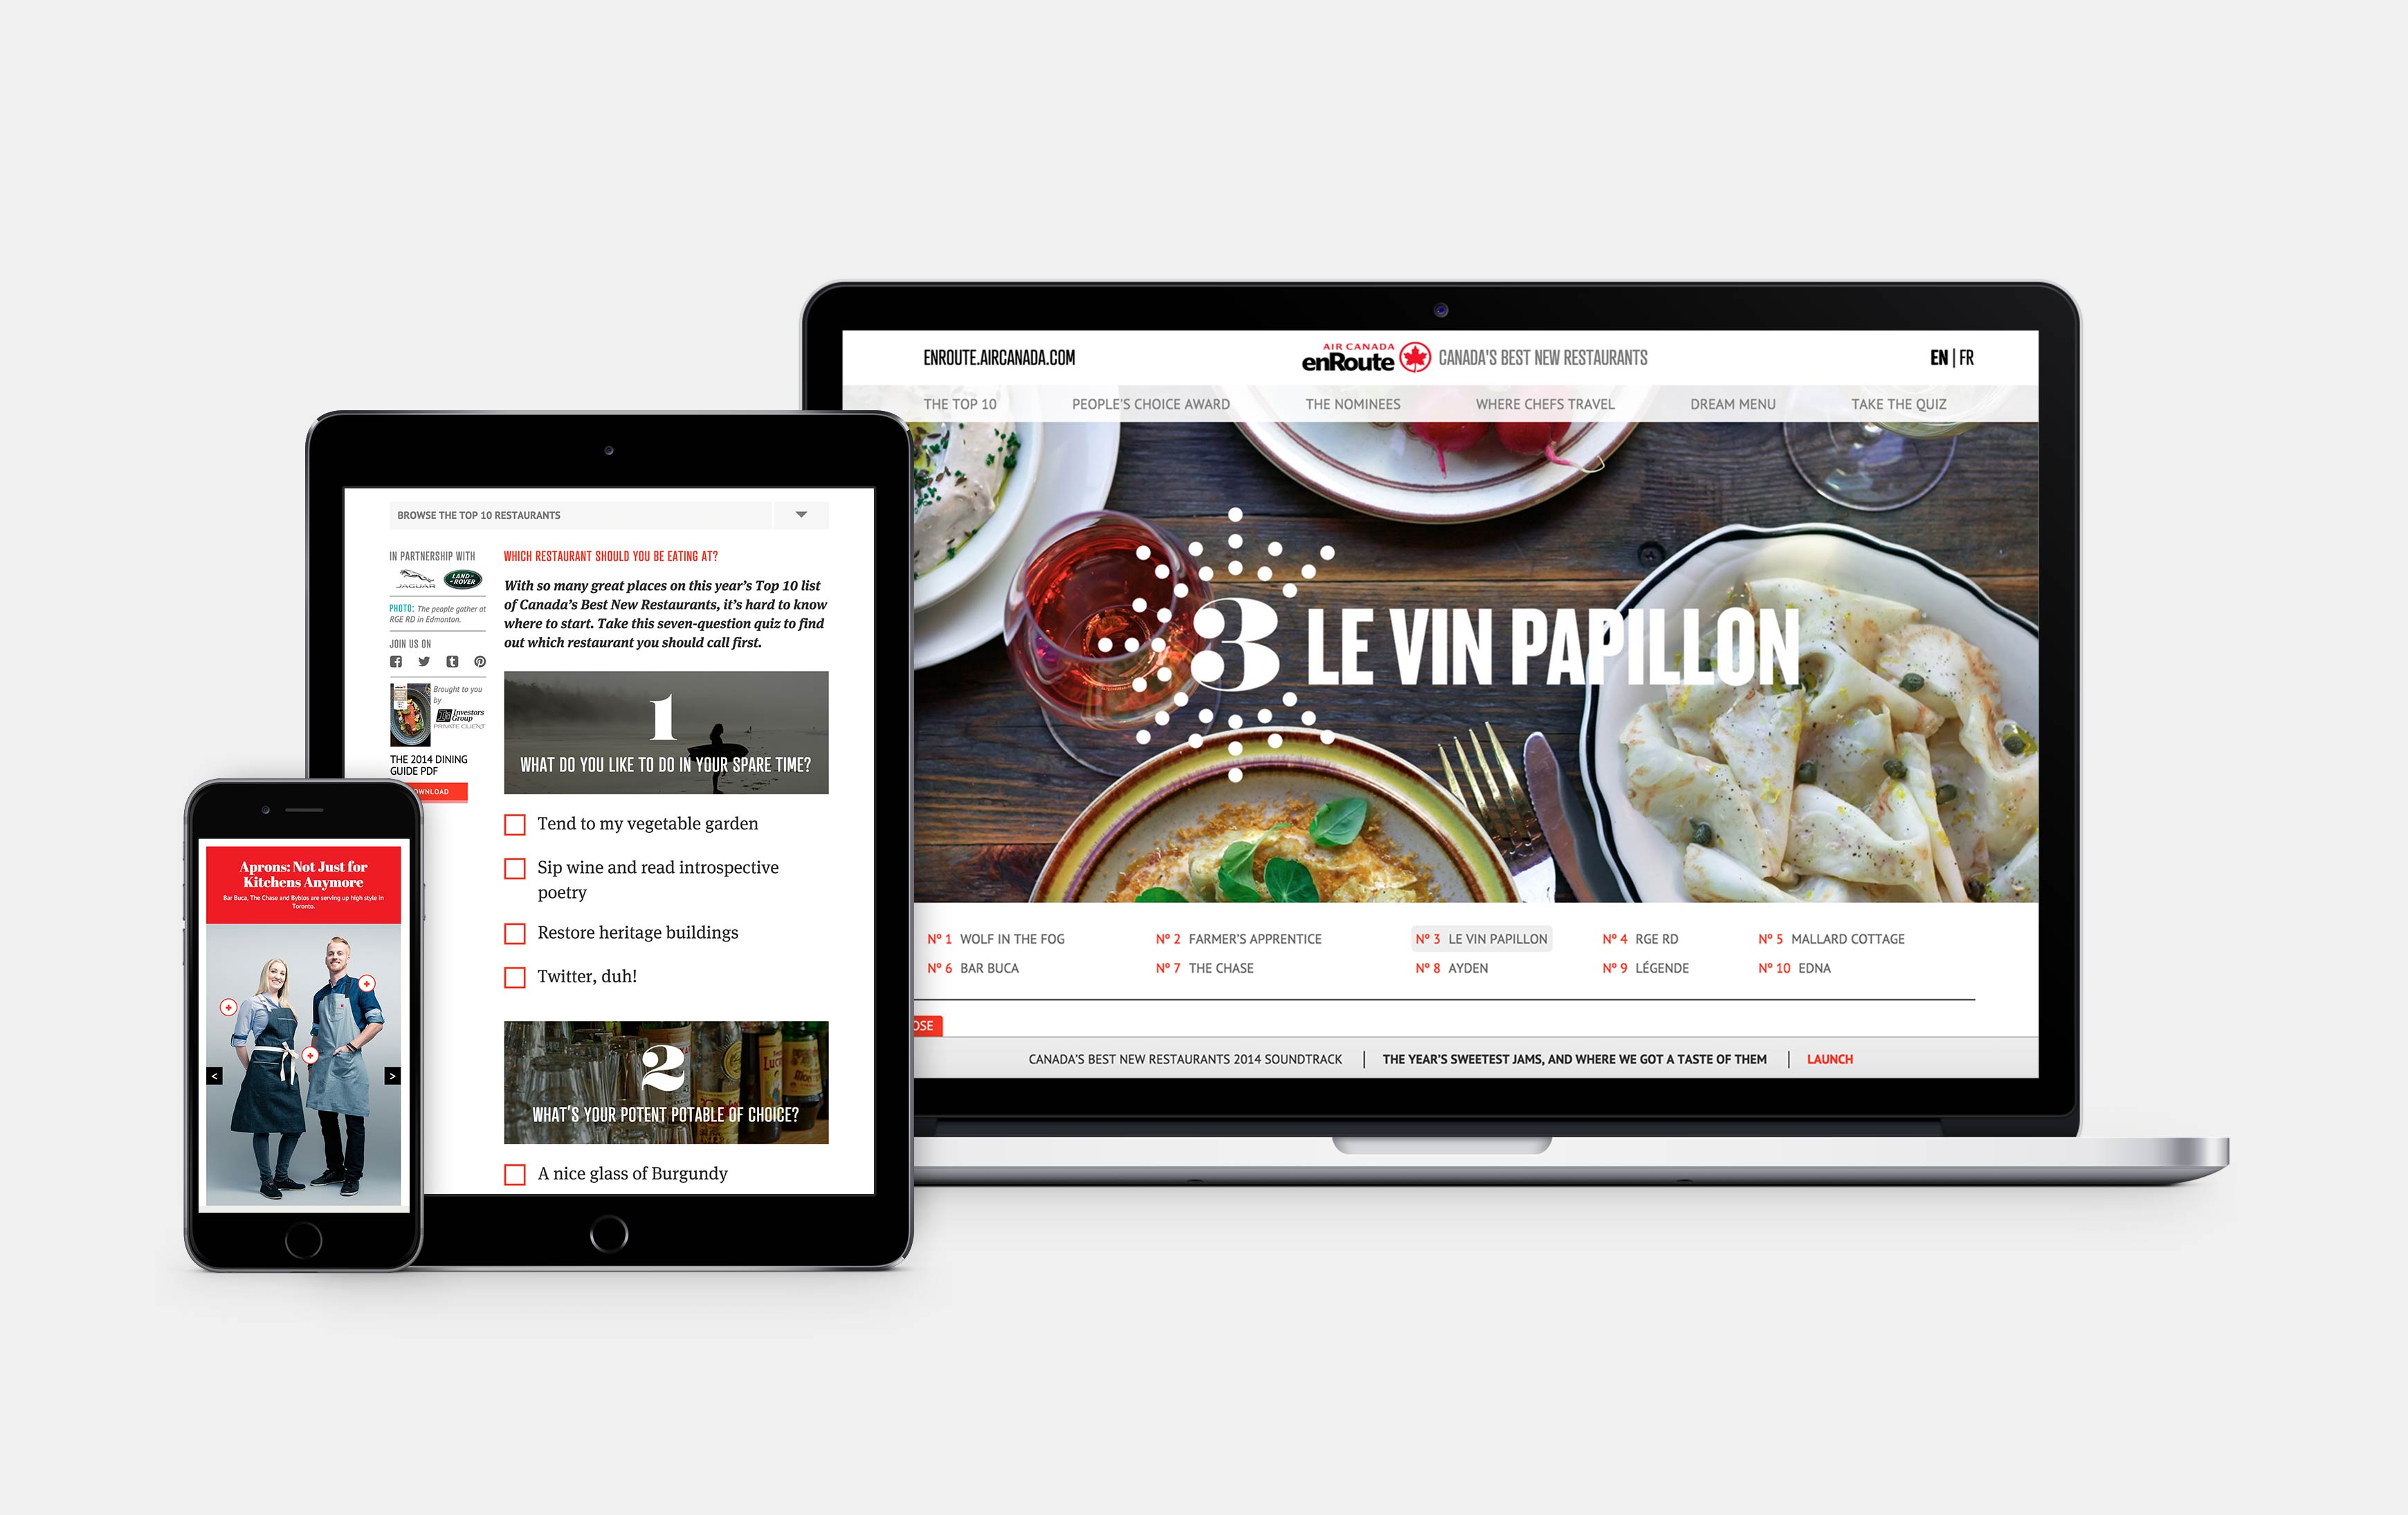 ENROUTE.AIRCANADA.COM
AIR CANADA
enRoute
CANADA'S BEST NEW RESTAURANTS
EN | FR
THE TOP 10
PEOPLE'S CHOICE AWARD
THE NOMINEES
WHERE CHEFS TRAVEL
DREAM MENU
TAKE THE QUIZ
3 LE VIN PAPILLON
Nº 1 WOLF IN THE FOG
Nº 2 FARMER'S APPRENTICE
Nº 3 LE VIN PAPILLON
Nº 4 RGE RD
Nº 5 MALLARD COTTAGE
Nº 6 BAR BUCA
Nº 7 THE CHASE
Nº 8 AYDEN
Nº 9 LÉGENDE
Nº 10 EDNA
OSE
CANADA'S BEST NEW RESTAURANTS 2014 SOUNDTRACK | THE YEAR'S SWEETEST JAMS, AND WHERE WE GOT A TASTE OF THEM | LAUNCH
BROWSE THE TOP 10 RESTAURANTS
IN PARTNERSHIP WITH
JAGUAR
LAND-
-ROVER
PHOTO: The people gather at
RGE RD in Edmonton.
JOIN US ON
Brought to you
by
Investors
Group
PRIVATE CLIENT
THE 2014 DINING
GUIDE PDF
OWNLOAD
WHICH RESTAURANT SHOULD YOU BE EATING AT?
With so many great places on this year's Top 10 list
of Canada's Best New Restaurants, it's hard to know
where to start. Take this seven-question quiz to find
out which restaurant you should call first.
1
WHAT DO YOU LIKE TO DO IN YOUR SPARE TIME?
Tend to my vegetable garden
Sip wine and read introspective
poetry
Restore heritage buildings
Twitter, duh!
2
WHAT'S YOUR POTENT POTABLE OF CHOICE?
A nice glass of Burgundy
Aprons: Not Just for
Kitchens Anymore
Bar Buca, The Chase and Byblos are serving up high style in
Toronto.